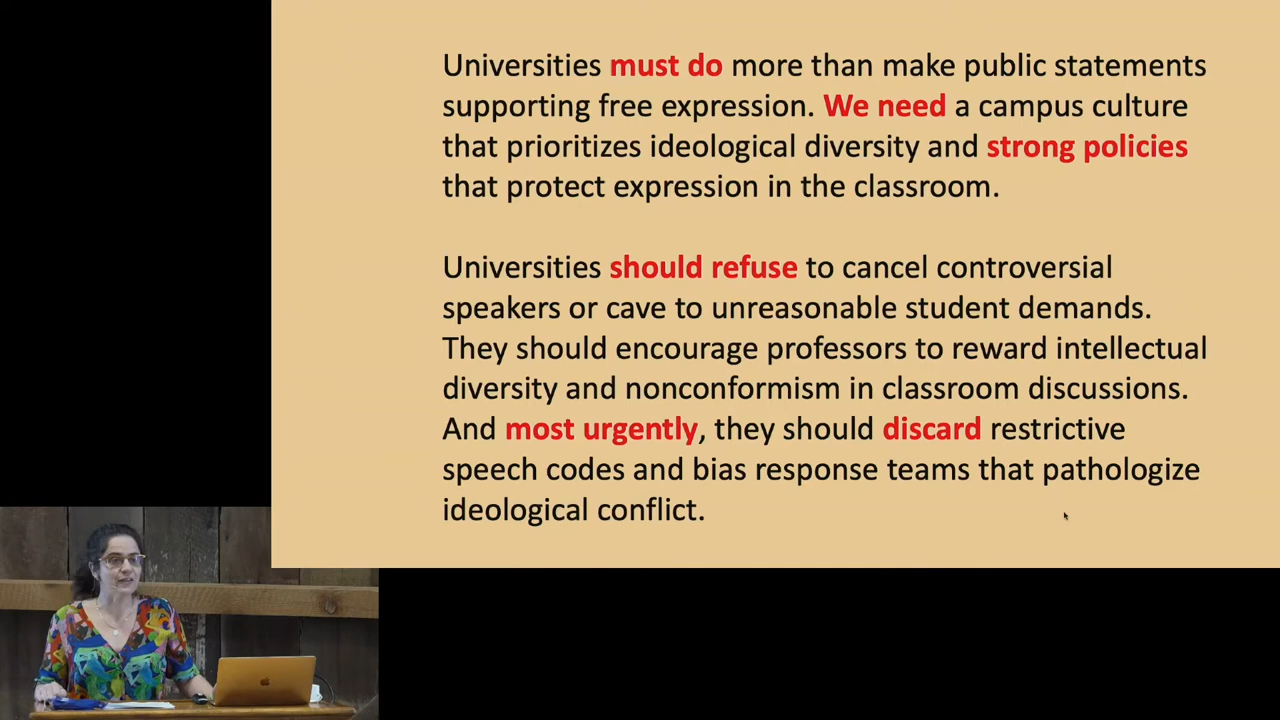 Universities must do more than make public statements
supporting free expression. We need a campus culture
that prioritizes ideological diversity and strong policies
that protect expression in the classroom.
Universities should refuse to cancel controversial
speakers or cave to unreasonable student demands.
They should encourage professors to reward intellectual
diversity and nonconformism in classroom discussions.
And most urgently, they should discard restrictive
speech codes and bias response teams that pathologize
ideological conflict.